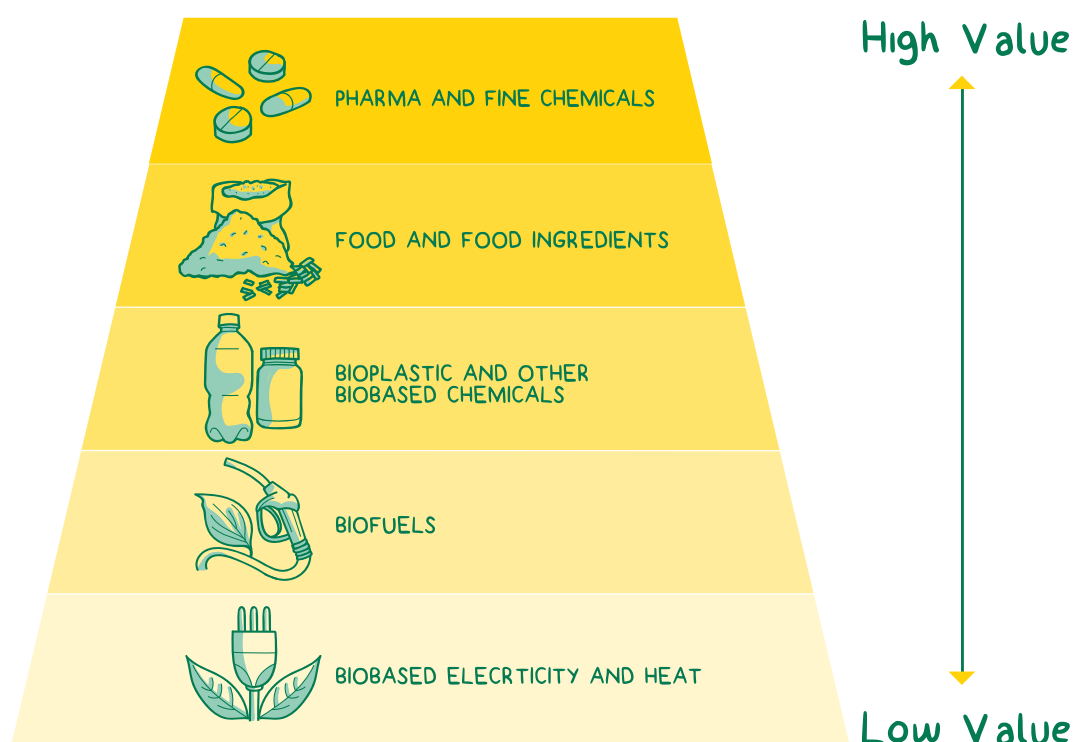 High Value
PHARMA AND FINE CHEMICALS
FOOD AND FOOD INGREDIENTS
BIOPLASTIC AND OTHER
BIOBASED CHEMICALS
BIOFUELS
BIOBASED ELECRTICITY AND HEAT
Low Value